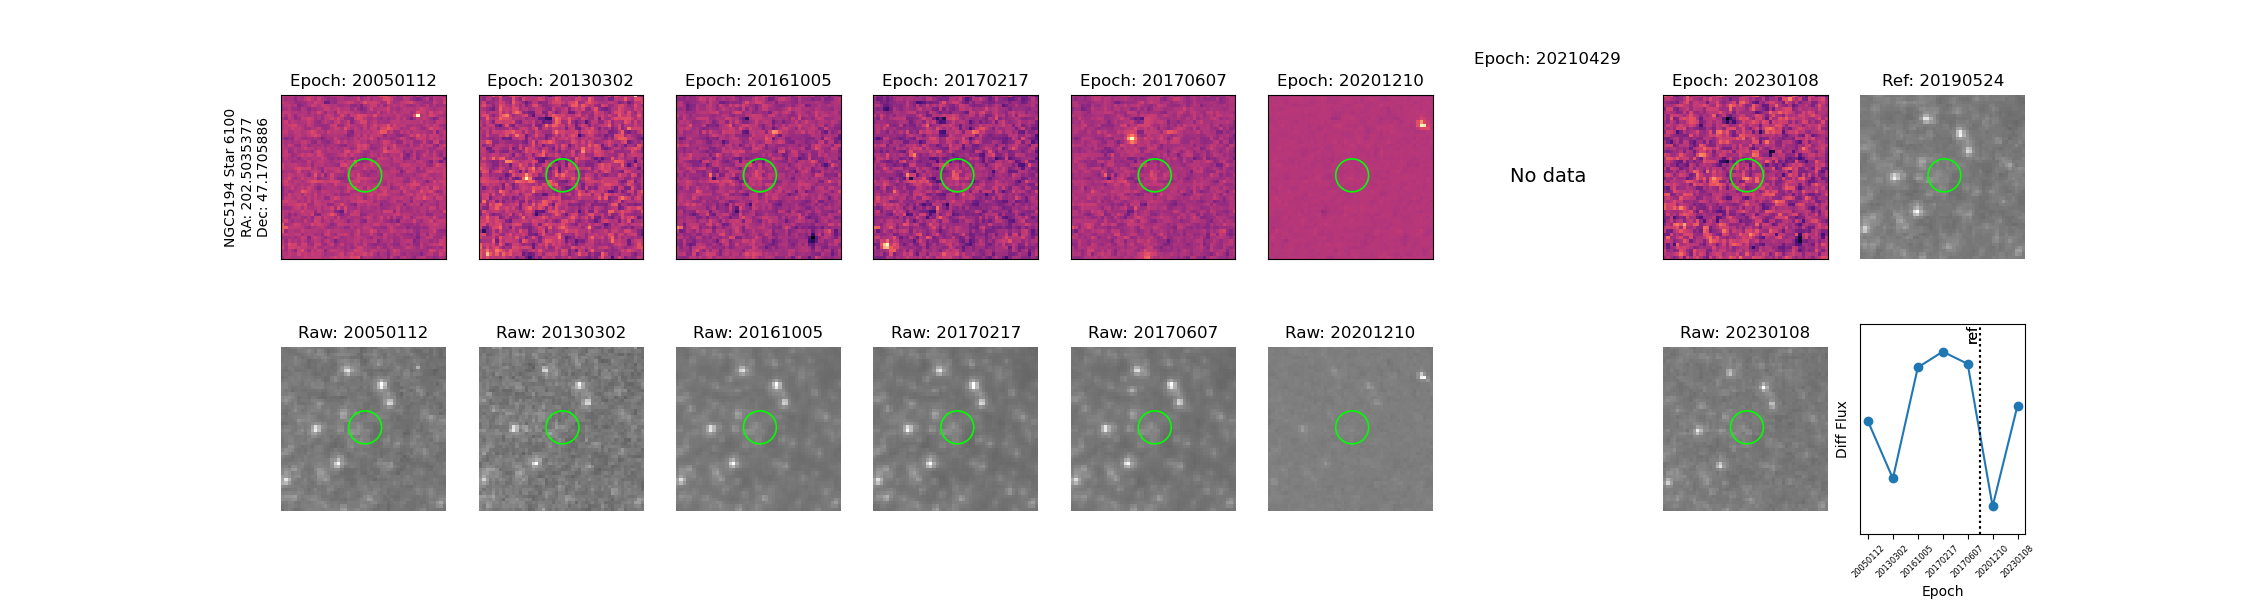 NGC5194 Star 6100
RA: 202.5035377
Dec: 47.1705886
Epoch: 20050112
Epoch: 20130302
Epoch: 20161005
Epoch: 20170217
Epoch: 20170607
Epoch: 20201210
Epoch: 20210429
No data
Epoch: 20230108
Ref: 20190524
Raw: 20050112
Raw: 20130302
Raw: 20161005
Raw: 20170217
Raw: 20170607
Raw: 20201210
Raw: 20230108
ref
Diff Flux
20050112
20130302
20161005
20170217
20170607
20201210
20230108
Epoch